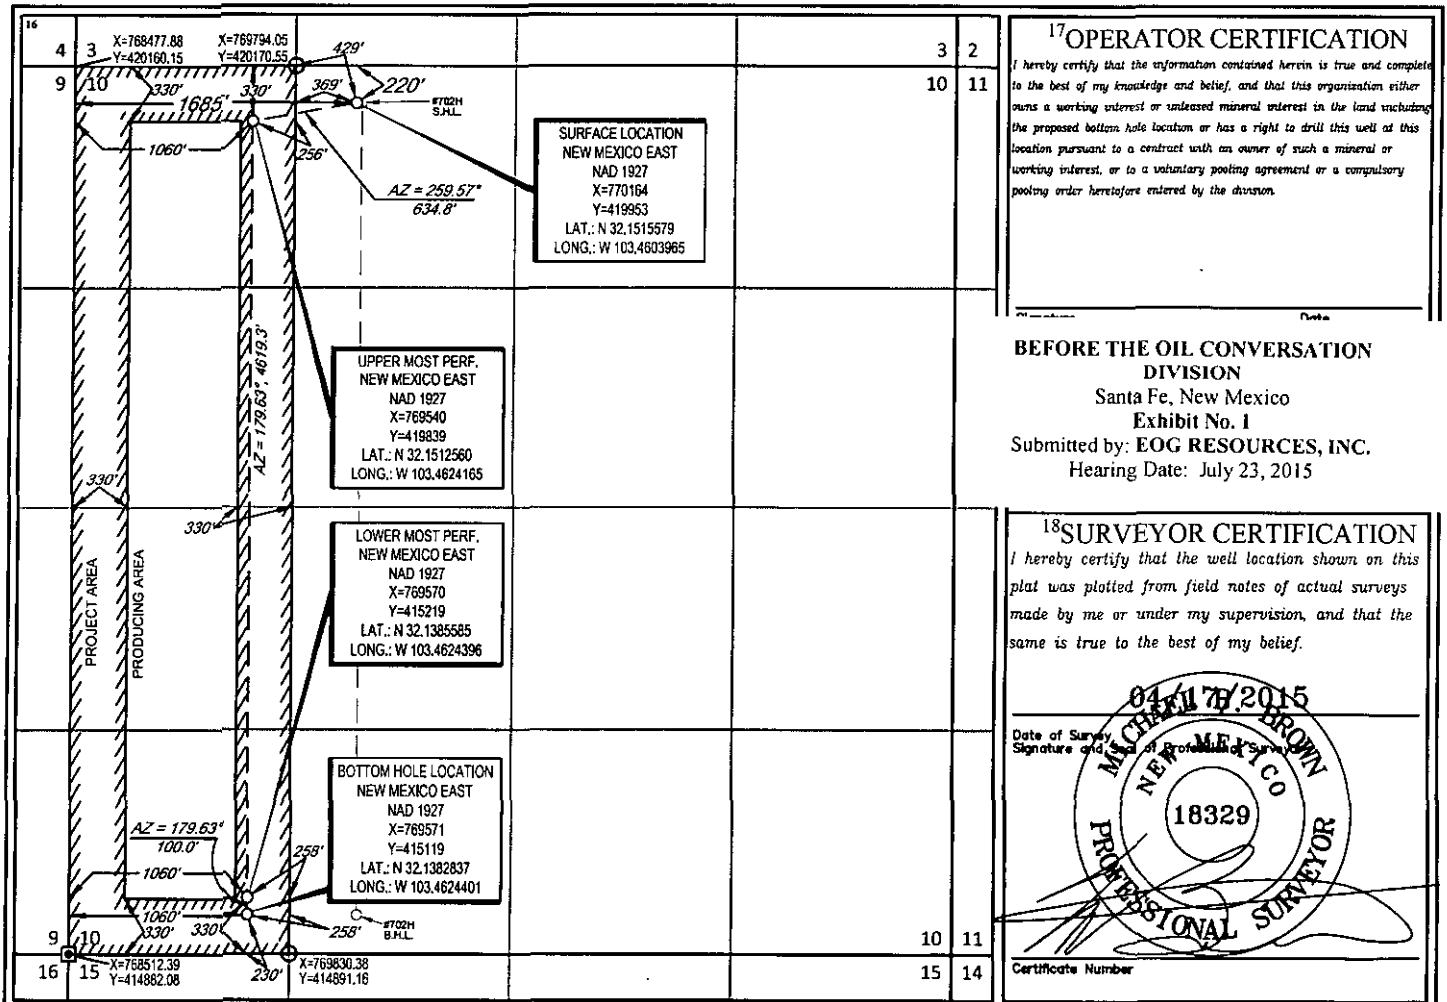 16
4 3
X=768477.88
Y=420160.15
X=769794.05
Y=420170.55
429'
3 2
9 10
330'
1685'
330'
369'
220'
#702H
S.H.L.
10 11
1060'
256'
AZ = 259.57°
634.8'
SURFACE LOCATION
NEW MEXICO EAST
NAD 1927
X=770164
Y=419953
LAT.: N 32.1515579
LONG.: W 103.4603965
AZ = 179.63°, 4619.3'
UPPER MOST PERF.
NEW MEXICO EAST
NAD 1927
X=769540
Y=419839
LAT.: N 32.1512560
LONG.: W 103.4624165
330'
330'
PROJECT AREA
PRODUCING AREA
LOWER MOST PERF.
NEW MEXICO EAST
NAD 1927
X=769570
Y=415219
LAT.: N 32.1385585
LONG.: W 103.4624396
BOTTOM HOLE LOCATION
NEW MEXICO EAST
NAD 1927
X=769571
Y=415119
LAT.: N 32.1382837
LONG.: W 103.4624401
AZ = 179.63°
100.0'
258'
1060'
1060'
330'
330'
258'
#702H
B.H.L.
9 10
230'
10 11
16 15
X=768512.39
Y=414882.08
X=769830.38
Y=414891.16
15 14
17 OPERATOR CERTIFICATION
I hereby certify that the information contained herein is true and complete
to the best of my knowledge and belief, and that this organization either
owns a working interest or unleased mineral interest in the land including
the proposed bottom hole location or has a right to drill this well at this
location pursuant to a contract with an owner of such a mineral or
working interest, or to a voluntary pooling agreement or a compulsory
pooling order heretofore entered by the division.
Signature Date
BEFORE THE OIL CONVERSATION
DIVISION
Santa Fe, New Mexico
Exhibit No. 1
Submitted by: EOG RESOURCES, INC.
Hearing Date: July 23, 2015
18 SURVEYOR CERTIFICATION
I hereby certify that the well location shown on this
plat was plotted from field notes of actual surveys
made by me or under my supervision, and that the
same is true to the best of my belief.
04/17/2015
Date of Survey
Signature and Seal of Professional Surveyor
MICHAEL B. BROWN
NEW MEXICO
18329
PROFESSIONAL SURVEYOR
Certificate Number